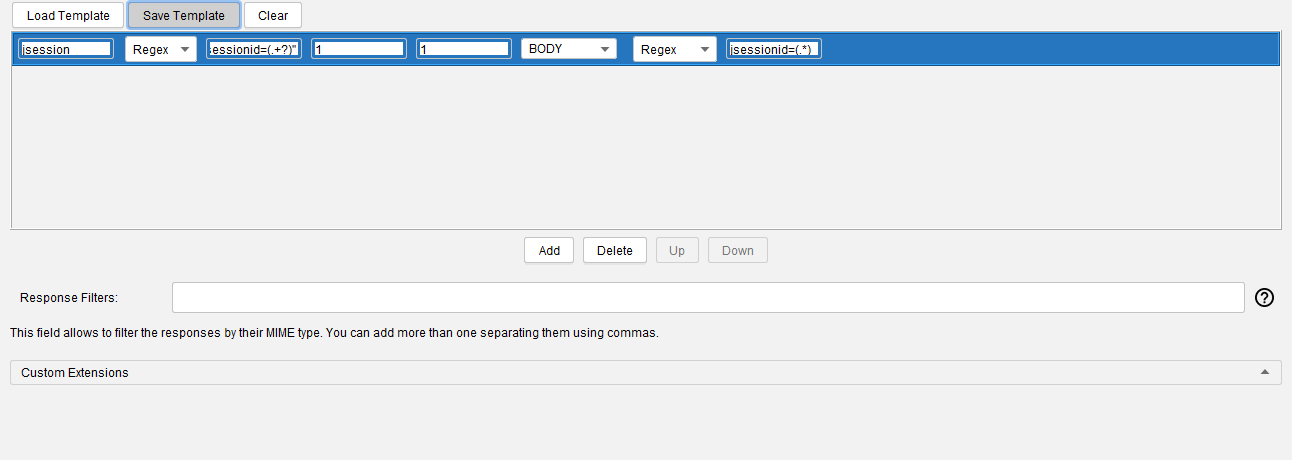 Load Template Save Template Clear
jsession Regex sessionid=(.+?)" 1 1 BODY Regex jsessionid=(.*)
Add Delete Up Down
Response Filters:
This field allows to filter the responses by their MIME type. You can add more than one separating them using commas.
Custom Extensions